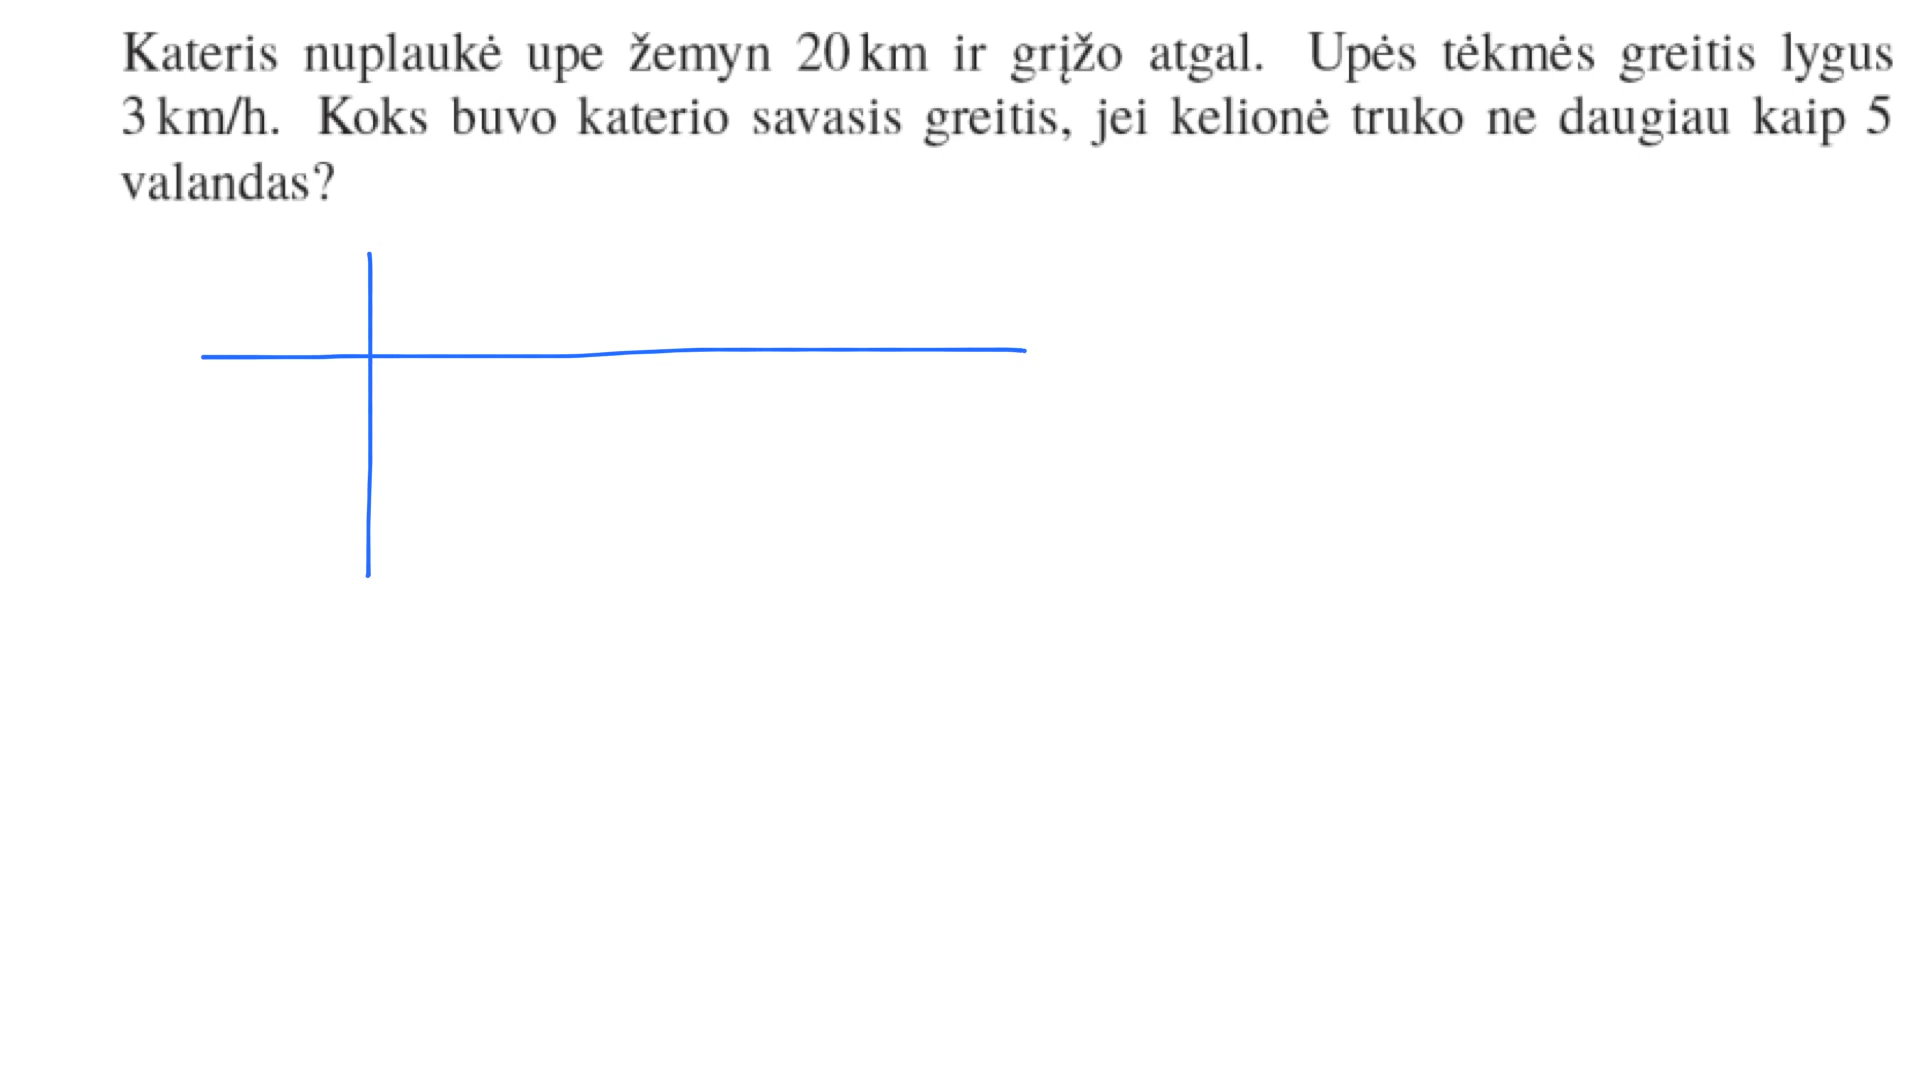 Kateris nuplaukė upe žemyn 20 km ir grįžo atgal. Upės tėkmės greitis lygus
3 km/h. Koks buvo katerio savasis greitis, jei kelionė truko ne daugiau kaip 5
valandas?